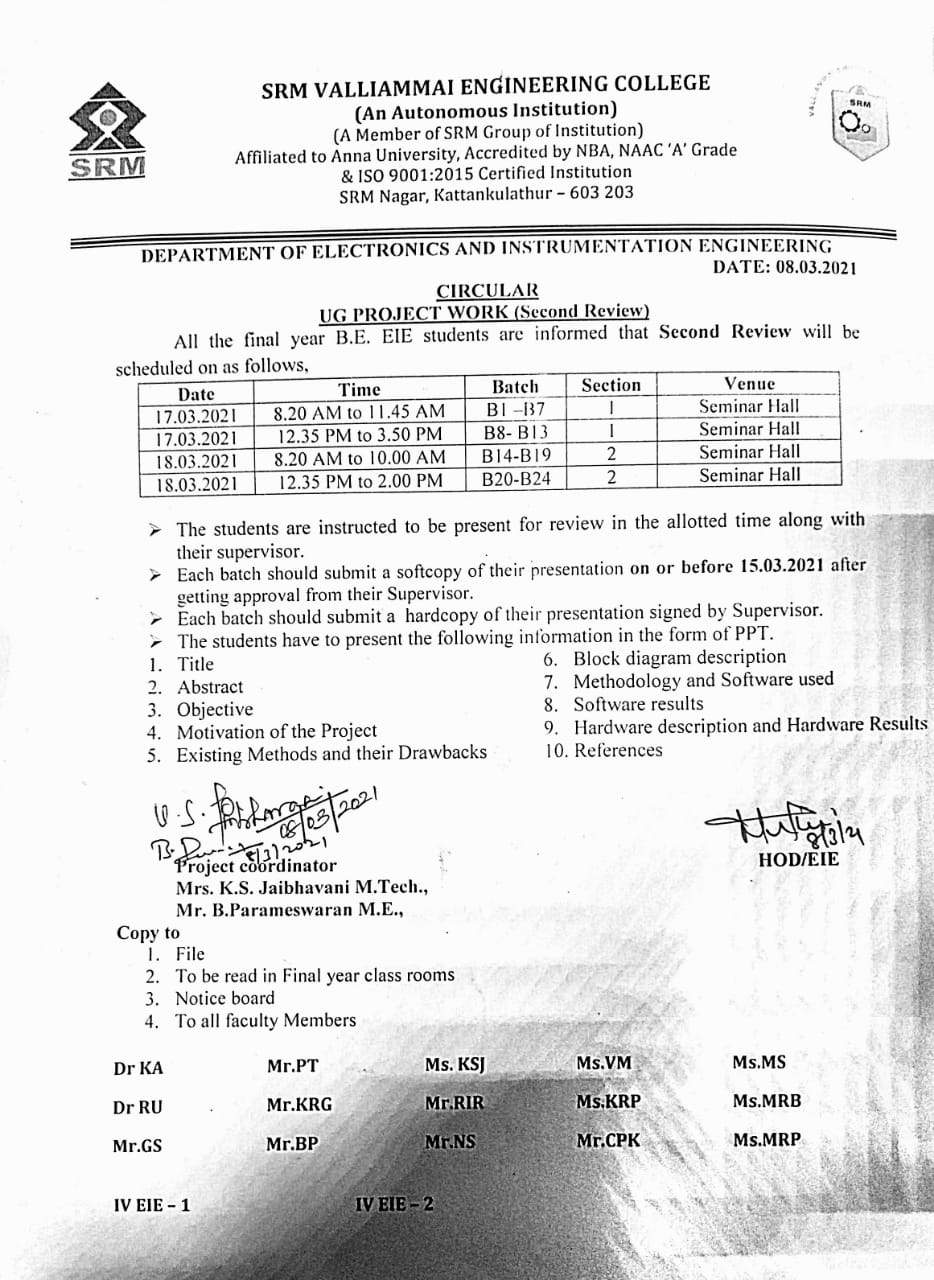 SRM VALLIAMMAI ENGINEERING COLLEGE
(An Autonomous Institution)
(A Member of SRM Group of Institution)
Affiliated to Anna University, Accredited by NBA, NAAC 'A' Grade
& ISO 9001:2015 Certified Institution
SRM Nagar, Kattankulathur – 603 203
SRM
SRM
DEPARTMENT OF ELECTRONICS AND INSTRUMENTATION ENGINEERING
DATE: 08.03.2021
CIRCULAR
UG PROJECT WORK (Second Review)
All the final year B.E. EIE students are informed that Second Review will be
scheduled on as follows,
Date Time Batch Section Venue
17.03.2021 8.20 AM to 11.45 AM B1 –B7 1 Seminar Hall
17.03.2021 12.35 PM to 3.50 PM B8- B13 1 Seminar Hall
18.03.2021 8.20 AM to 10.00 AM B14-B19 2 Seminar Hall
18.03.2021 12.35 PM to 2.00 PM B20-B24 2 Seminar Hall
➢ The students are instructed to be present for review in the allotted time along with
their supervisor.
➢ Each batch should submit a softcopy of their presentation on or before 15.03.2021 after
getting approval from their Supervisor.
➢ Each batch should submit a hardcopy of their presentation signed by Supervisor.
➢ The students have to present the following information in the form of PPT.
1. Title
2. Abstract
3. Objective
4. Motivation of the Project
5. Existing Methods and their Drawbacks
6. Block diagram description
7. Methodology and Software used
8. Software results
9. Hardware description and Hardware Results
10. References
08/03/2021
8/3/2021
8/3/21
Project coordinator
HOD/EIE
Mrs. K.S. Jaibhavani M.Tech.,
Mr. B.Parameswaran M.E.,
Copy to
1. File
2. To be read in Final year class rooms
3. Notice board
4. To all faculty Members
Dr KA Mr.PT Ms. KSJ Ms.VM Ms.MS
Dr RU Mr.KRG Mr.RIR Ms.KRP Ms.MRB
Mr.GS Mr.BP Mr.NS Mr.CPK Ms.MRP
IV EIE – 1 IV EIE – 2